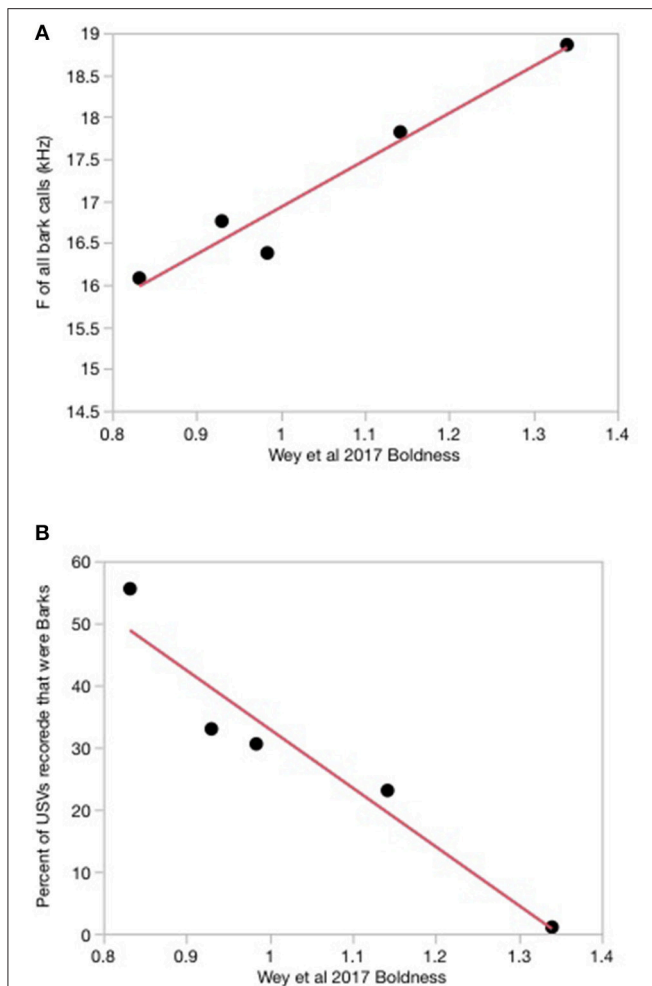 A
19
18.5
18
17.5
17
16.5
16
15.5
15
14.5
F of all bark calls (kHz)
0.8 0.9 1 1.1 1.2 1.3 1.4
Wey et al 2017 Boldness
B
60
50
40
30
20
10
0
Percent of USVs recorede that were Barks
0.8 0.9 1 1.1 1.2 1.3 1.4
Wey et al 2017 Boldness